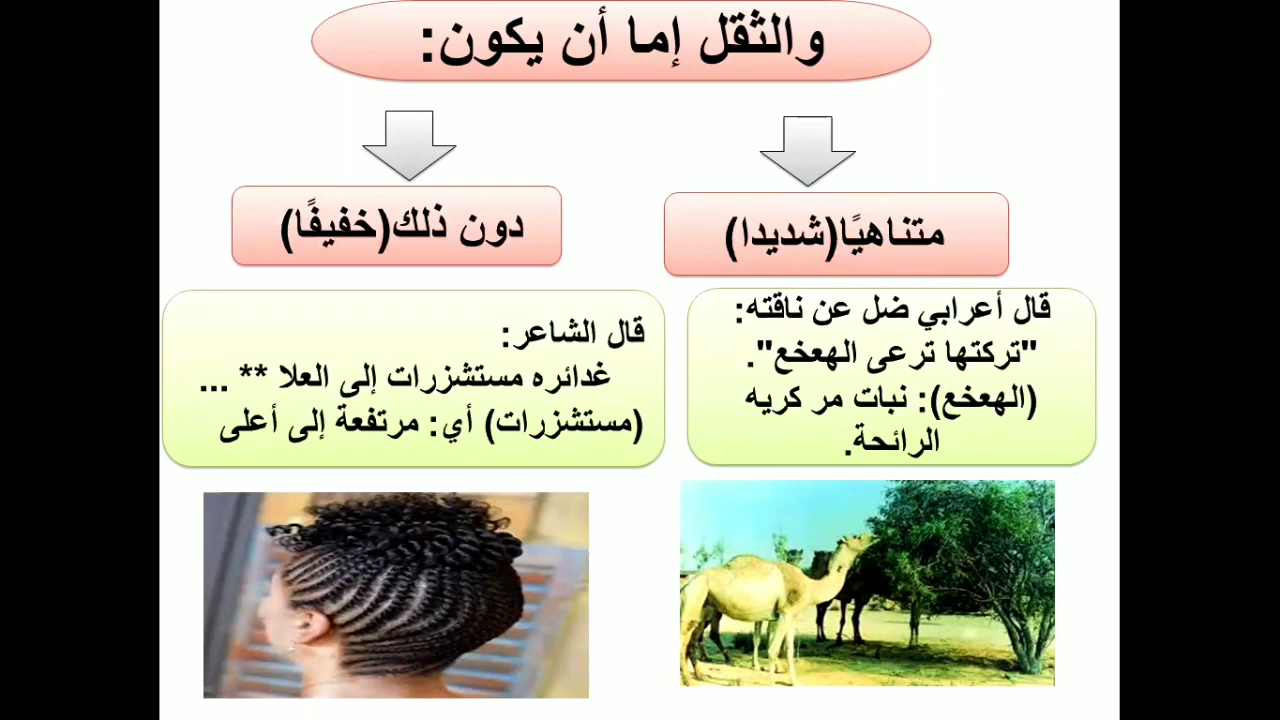 والثقل إما أن يكون:
متناهيًا(شديدا)
قال أعرابي ضل عن ناقته:
"تركتها ترعى الهعخع".
(الهعخع): نبات مر كريه
الرائحة.
دون ذلك(خفيفًا)
قال الشاعر:
غدائره مستشزرات إلى العلا ** ...
(مستشزرات) أي: مرتفعة إلى أعلى